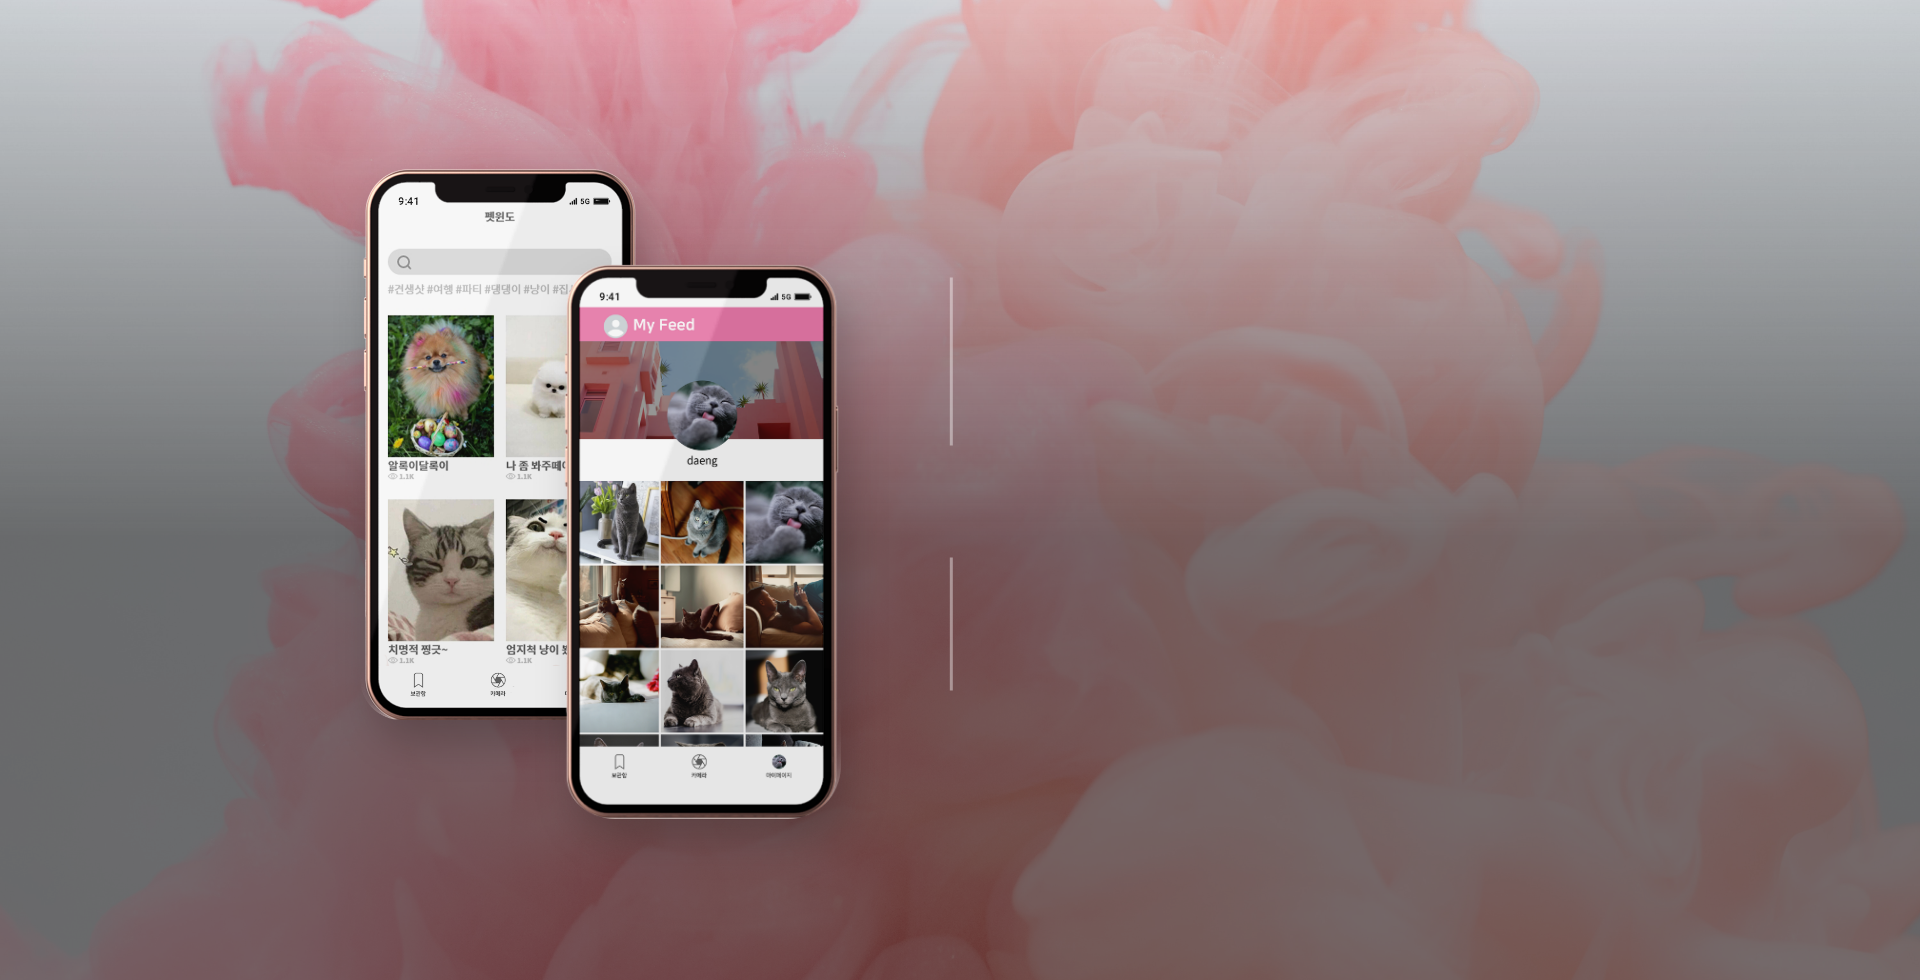 9:41
5G
펫윈도
#견생샷 #여행 #파티 #댕댕이 #냥이 #집
알록이달록이
1.1K
나 좀 봐주떼
1.1K
치명적 찡긋~
1.1K
엄지척 냥이
1.1K
보관함
카메라
9:41
5G
My Feed
daeng
보관함
카메라
마이페이지